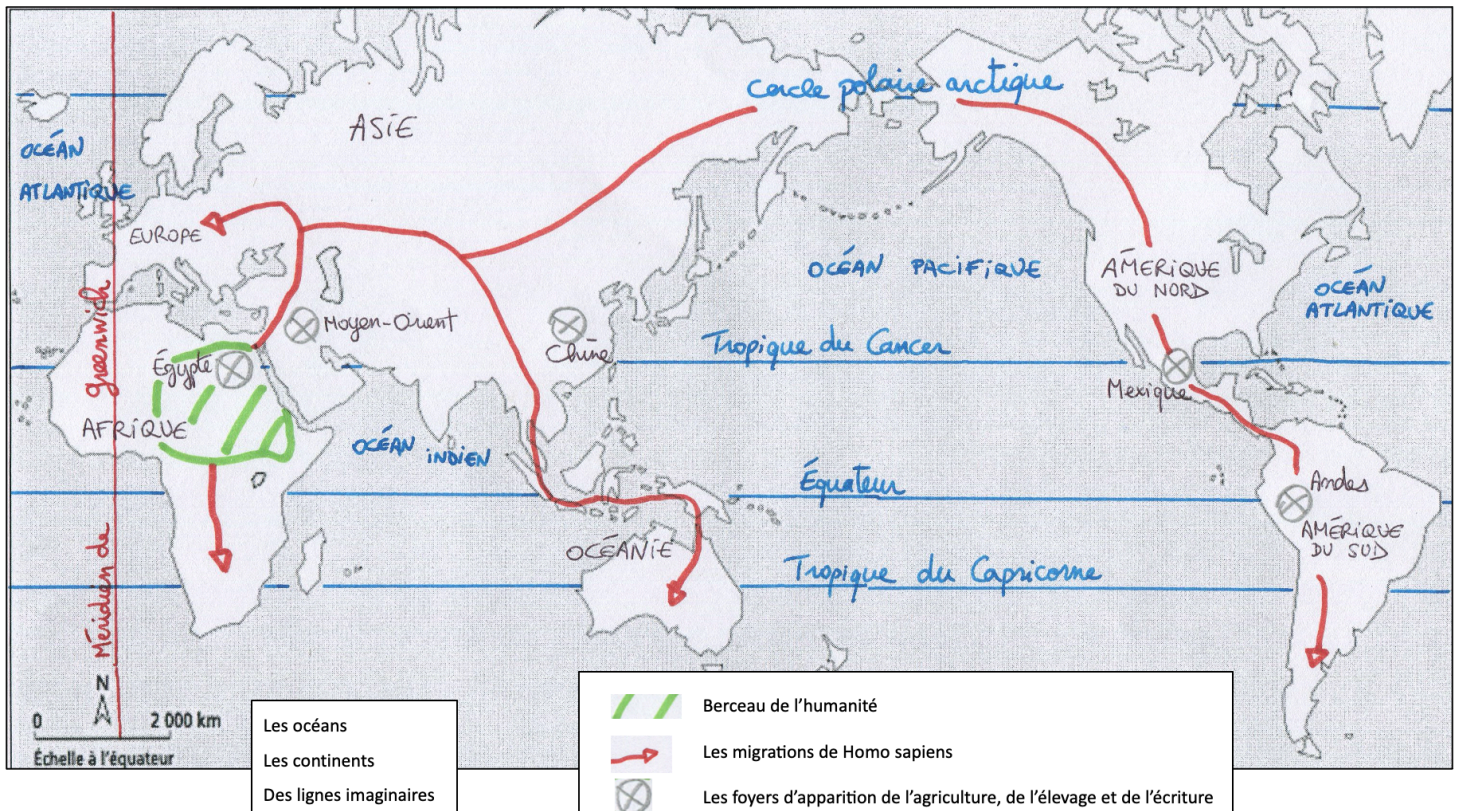 Cercle polaire arctique
ASIE
OCÉAN
ATLANTIQUE
EUROPE
OCÉAN PACIFIQUE
AMÉRIQUE
DU NORD
OCÉAN
ATLANTIQUE
Moyen-Orient
Chine
Tropique du Cancer
Égypte
Mexique
AFRIQUE
OCÉAN INDIEN
Équateur
Andes
AMÉRIQUE
DU SUD
OCÉANIE
Tropique du Capricorne
Méridien de greenwich
N
0 2 000 km
Échelle à l'équateur
Les océans
Les continents
Des lignes imaginaires
Berceau de l'humanité
Les migrations de Homo sapiens
Les foyers d'apparition de l'agriculture, de l'élevage et de l'écriture